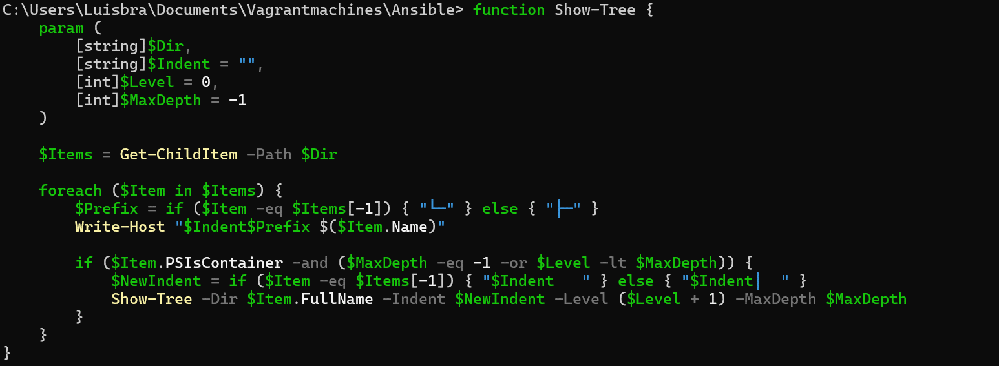 C:\Users\Luisbra\Documents\Vagrantmachines\Ansible> function Show-Tree {
    param (
        [string]$Dir,
        [string]$Indent = "",
        [int]$Level = 0,
        [int]$MaxDepth = -1
    )

    $Items = Get-ChildItem -Path $Dir

    foreach ($Item in $Items) {
        $Prefix = if ($Item -eq $Items[-1]) { "└─" } else { "├─" }
        Write-Host "$Indent$Prefix $($Item.Name)"

        if ($Item.PSIsContainer -and ($MaxDepth -eq -1 -or $Level -lt $MaxDepth)) {
            $NewIndent = if ($Item -eq $Items[-1]) { "$Indent   " } else { "$Indent│  " }
            Show-Tree -Dir $Item.FullName -Indent $NewIndent -Level ($Level + 1) -MaxDepth $MaxDepth
        }
    }
}